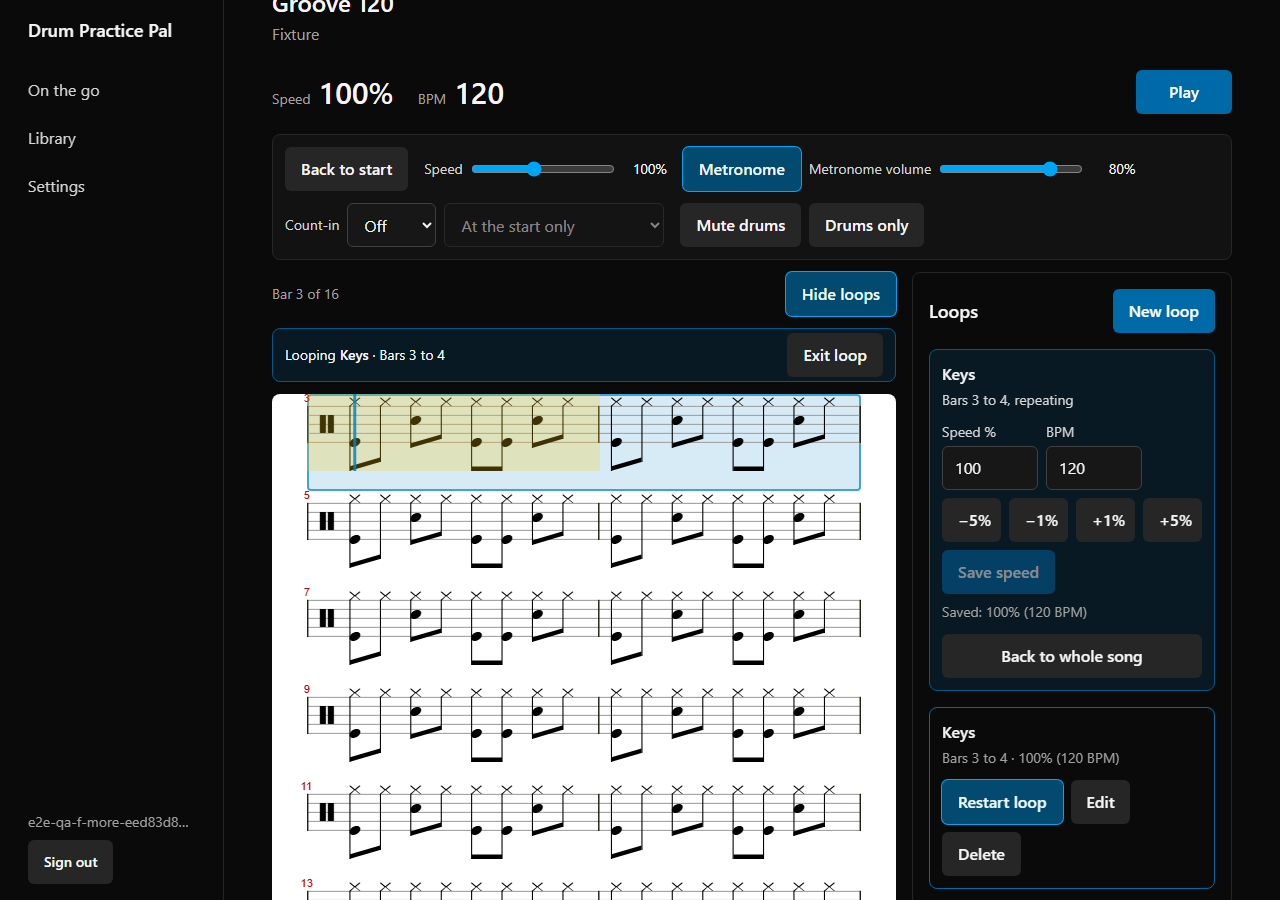 Drum Practice Pal
On the go
Library
Settings
e2e-qa-f-more-eed83d8...
Sign out
Groove 120
Fixture
Speed 100% BPM 120
Play
Back to start Speed 100% Metronome Metronome volume 80%
Count-in Off At the start only Mute drums Drums only
Bar 3 of 16
Hide loops
Looping Keys · Bars 3 to 4
Exit loop
3
5
7
9
11
13
Loops
New loop
Keys
Bars 3 to 4, repeating
Speed % BPM
100 120
−5% −1% +1% +5%
Save speed
Saved: 100% (120 BPM)
Back to whole song
Keys
Bars 3 to 4 · 100% (120 BPM)
Restart loop Edit
Delete